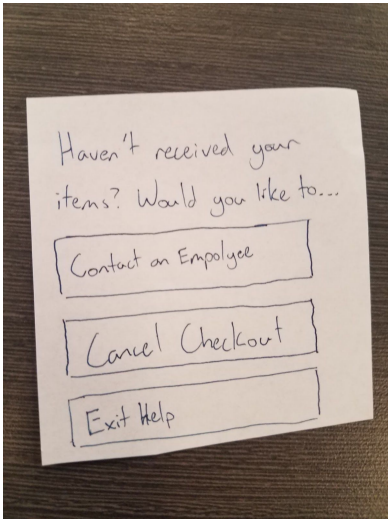 Haven't received your
items? Would you like to...
Contact an Empolyee
Cancel Checkout
Exit Help